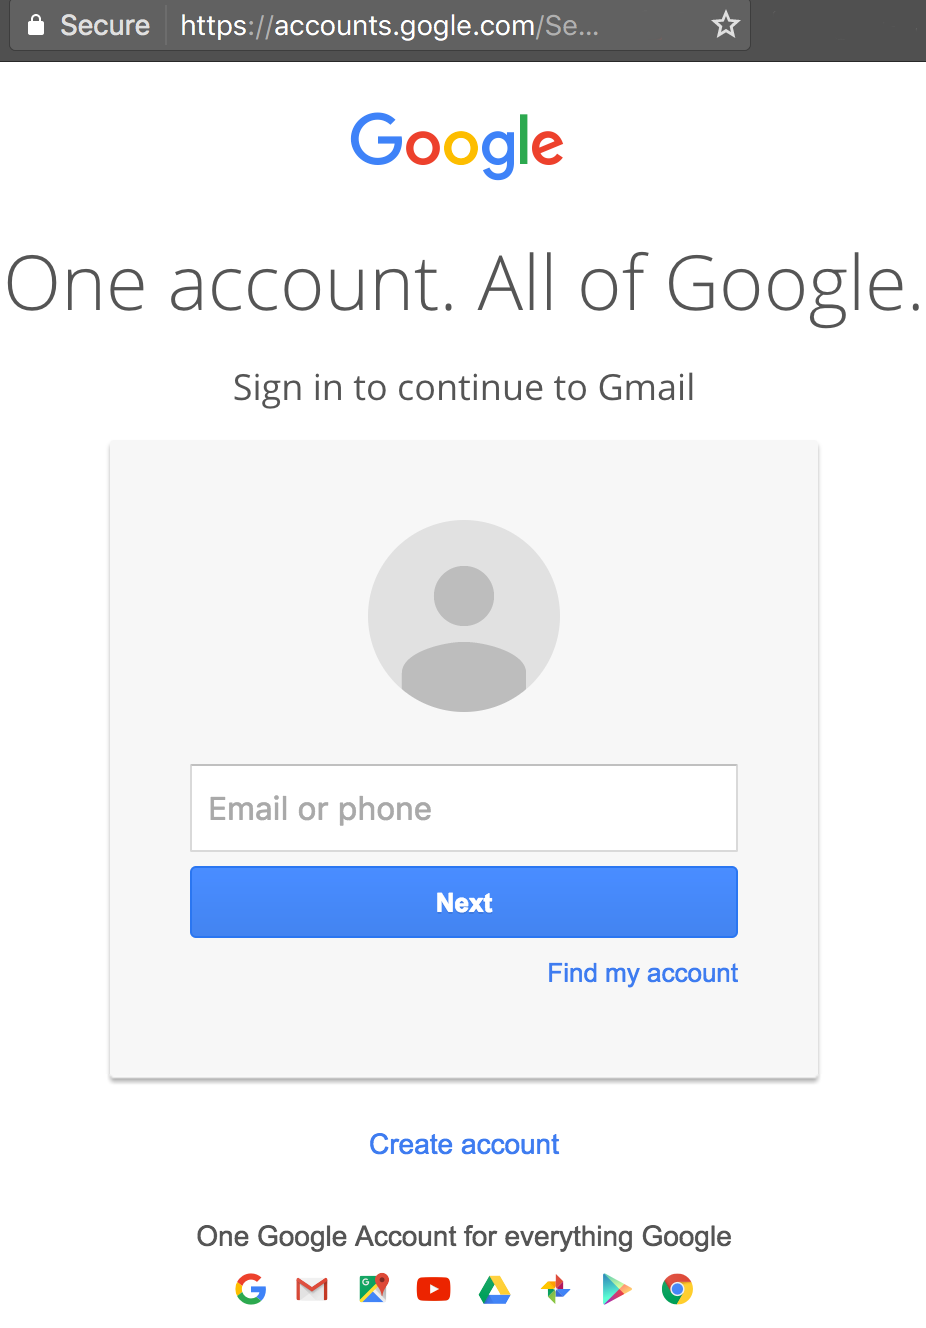 Secure https://accounts.gogle.com/Se...
Google
One account. All of Google.
Sign in to continue to Gmail
Email or phone
Next
Find my account
Create account
One Google Account for everything Google